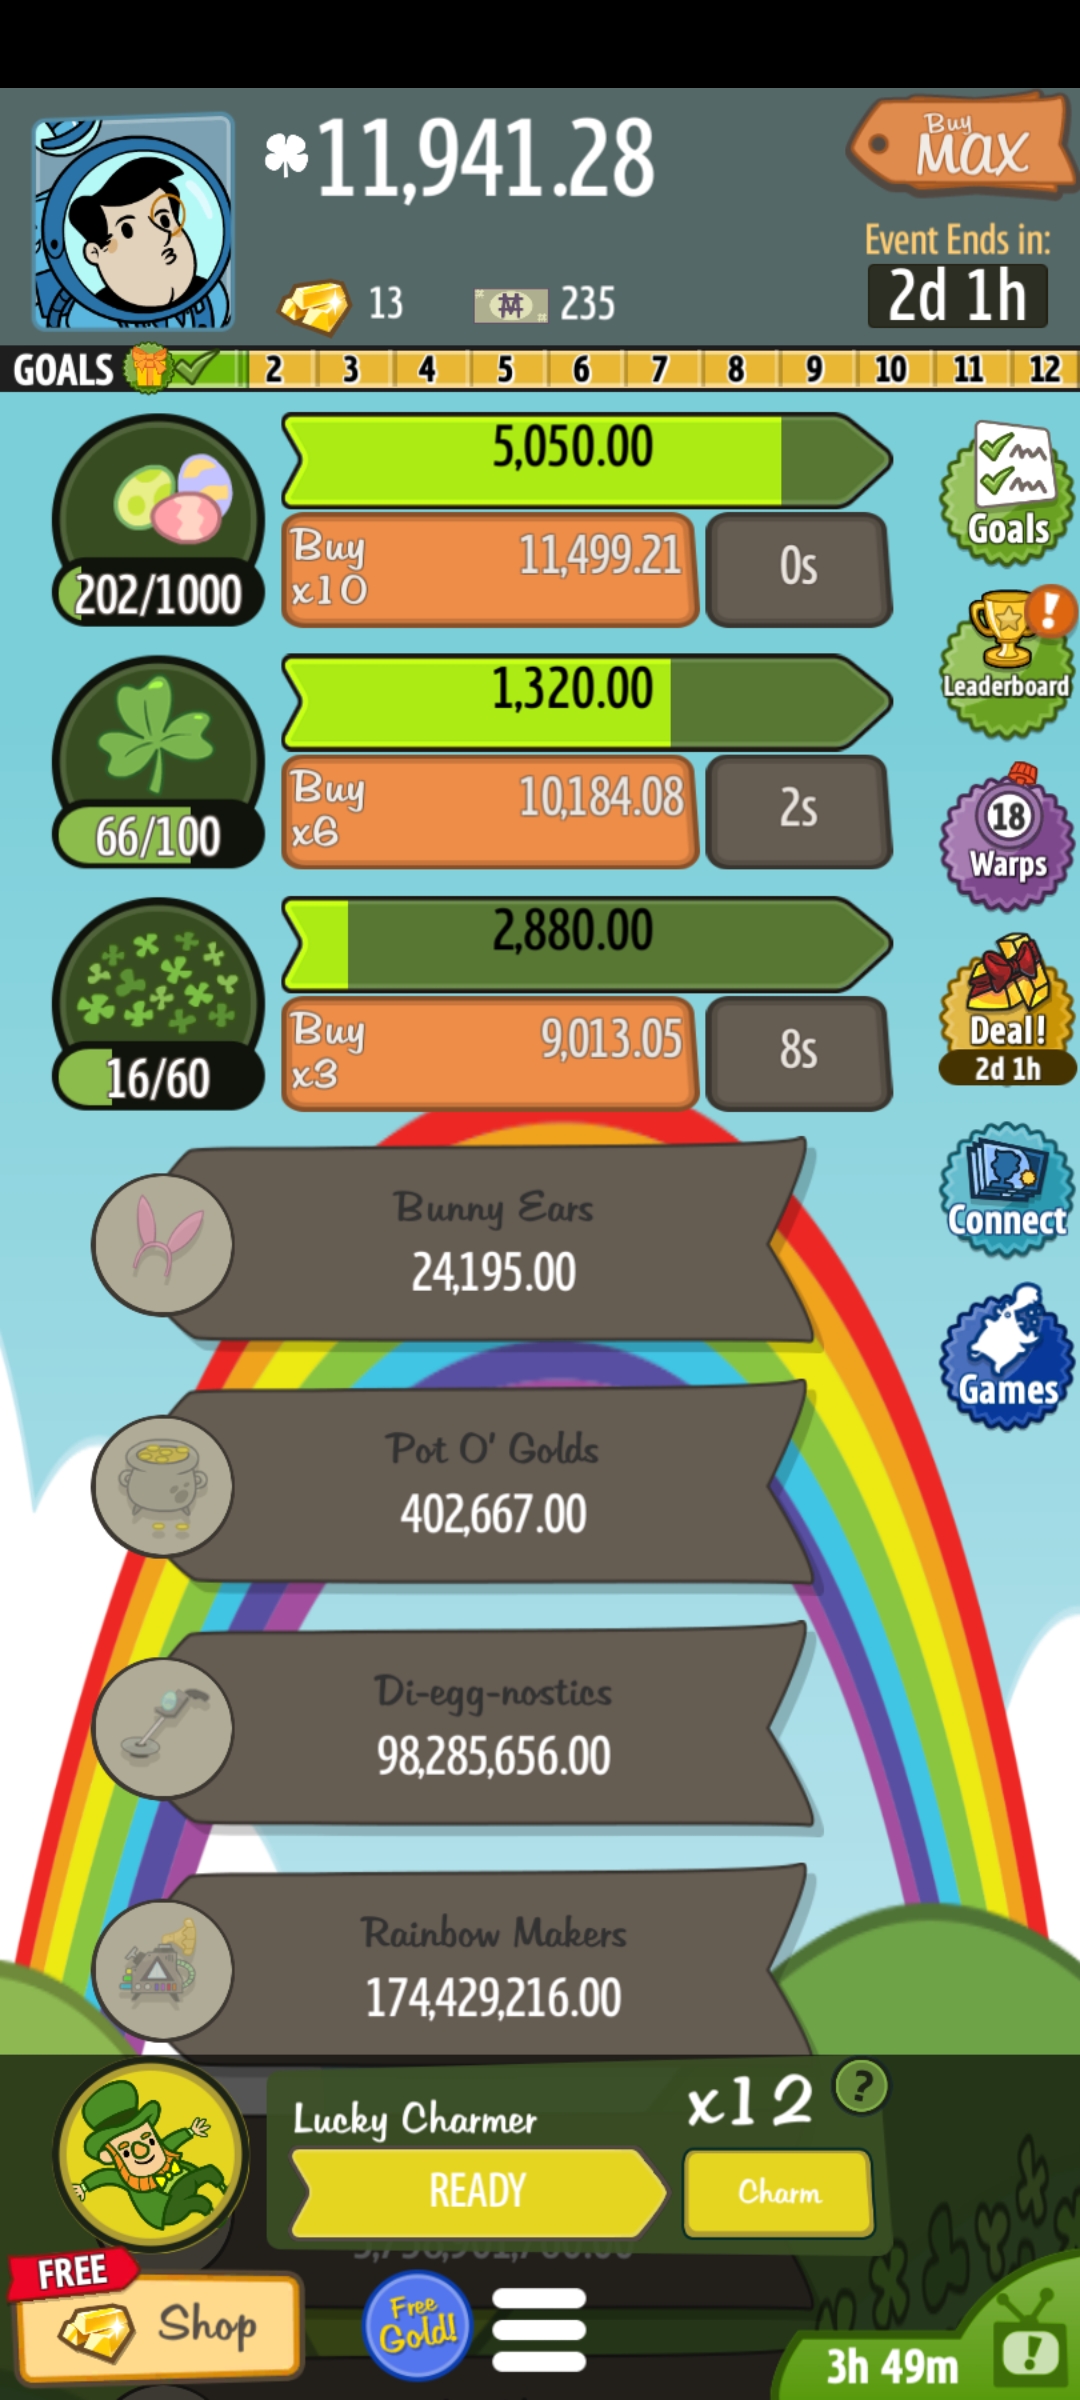 11,941.28
Buy
MAX
Event Ends in:
2d 1h
13
235
GOALS 2 3 4 5 6 7 8 9 10 11 12
5,050.00
Buy
x10
11,499.21
0s
202/1000
Goals
Leaderboard
1,320.00
Buy
x6
10,184.08
2s
66/100
18
Warps
2,880.00
Buy
x3
9,013.05
8s
16/60
Deal!
2d 1h
Bunny Ears
24,195.00
Connect
Games
Pot O' Golds
402,667.00
Di-egg-nostics
98,285,656.00
Rainbow Makers
174,429,216.00
Lucky Charmer
x12
?
READY
Charm
FREE
Shop
Free
Gold!
3h 49m